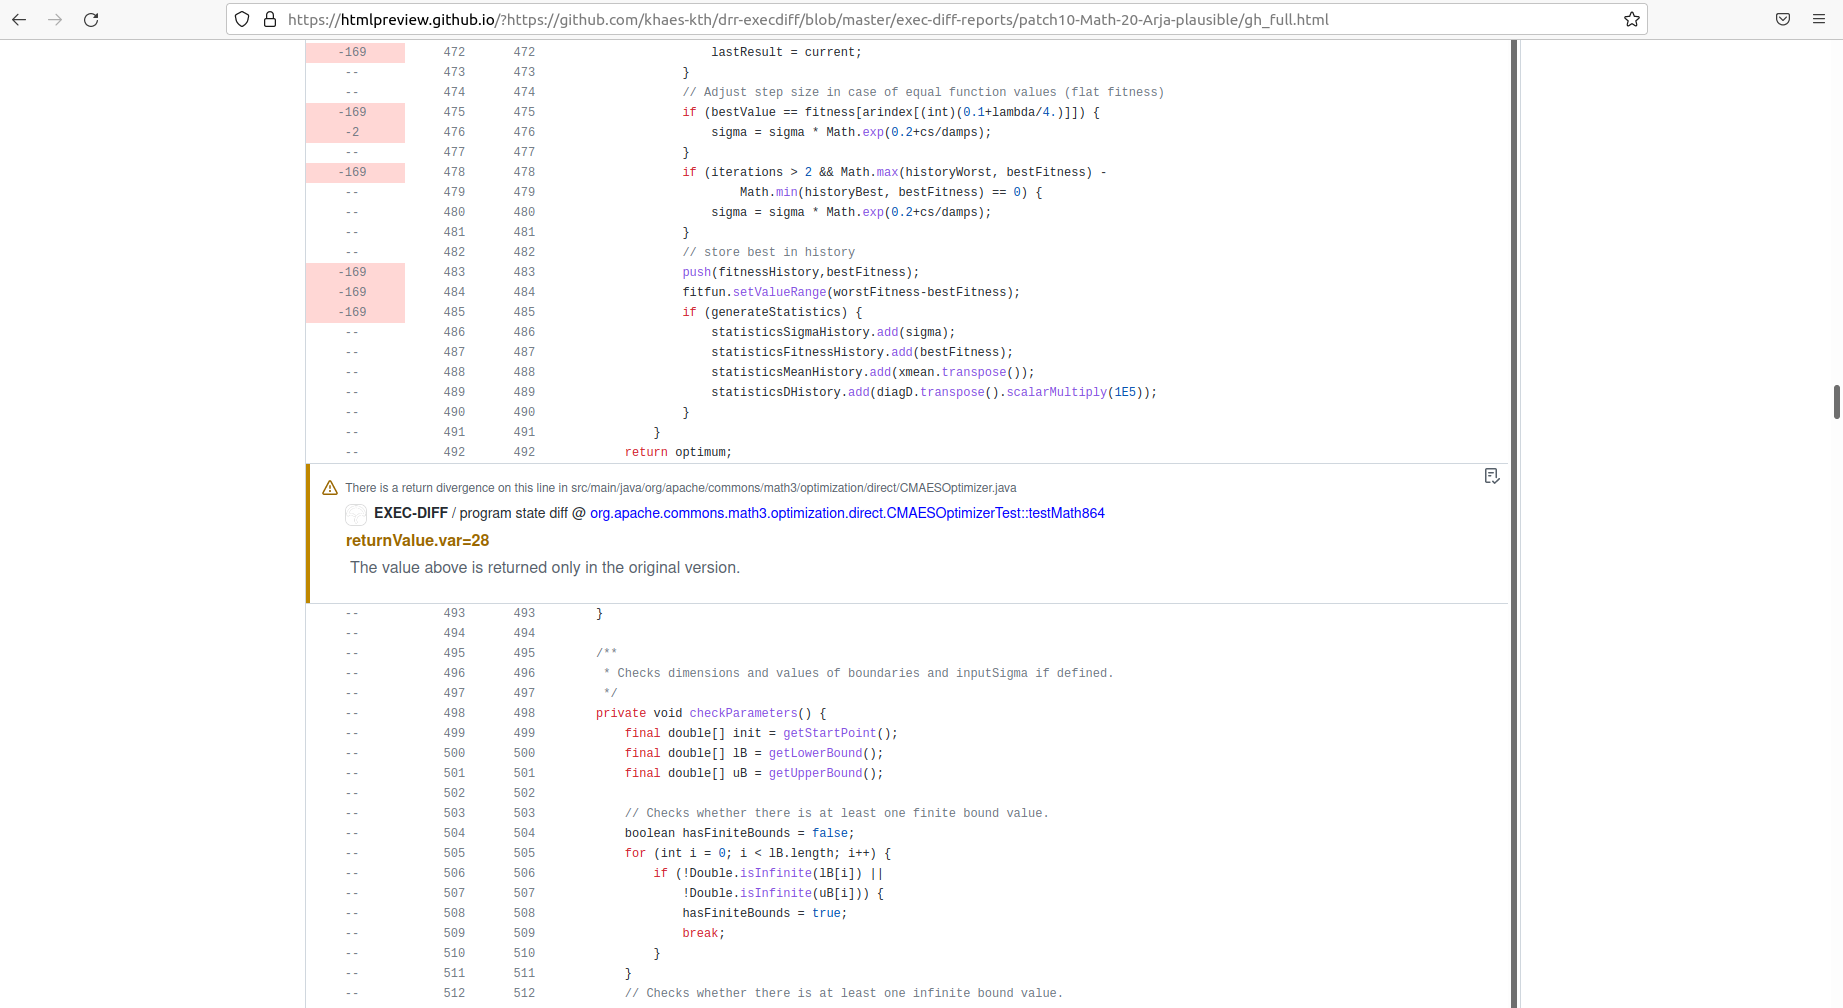 https://htmlpreview.github.io/?https://github.com/khaes-kth/drr-execdiff/blob/master/exec-diff-reports/patch10-Math-20-Arja-plausible/gh_full.html
-169 472 472 lastResult = current;
-- 473 473 }
-- 474 474 // Adjust step size in case of equal function values (flat fitness)
-169 475 475 if (bestValue == fitness[arindex[(int)(0.1+lambda/4.)]]) {
-2 476 476 sigma = sigma * Math.exp(0.2+cs/damps);
-- 477 477 }
-169 478 478 if (iterations > 2 && Math.max(historyWorst, bestFitness) -
-- 479 479 Math.min(historyBest, bestFitness) == 0) {
-- 480 480 sigma = sigma * Math.exp(0.2+cs/damps);
-- 481 481 }
-- 482 482 // store best in history
-169 483 483 push(fitnessHistory,bestFitness);
-169 484 484 fitfun.setValueRange(worstFitness-bestFitness);
-169 485 485 if (generateStatistics) {
-- 486 486 statisticsSigmaHistory.add(sigma);
-- 487 487 statisticsFitnessHistory.add(bestFitness);
-- 488 488 statisticsMeanHistory.add(xmean.transpose());
-- 489 489 statisticsDHistory.add(diagD.transpose().scalarMultiply(1E5));
-- 490 490 }
-- 491 491 }
-- 492 492 return optimum;
There is a return divergence on this line in src/main/java/org/apache/commons/math3/optimization/direct/CMAESOptimizer.java
EXEC-DIFF / program state diff @ org.apache.commons.math3.optimization.direct.CMAESOptimizerTest::testMath864
returnValue.var=28
The value above is returned only in the original version.
-- 493 493 }
-- 494 494
-- 495 495 /**
-- 496 496 * Checks dimensions and values of boundaries and inputSigma if defined.
-- 497 497 */
-- 498 498 private void checkParameters() {
-- 499 499 final double[] init = getStartPoint();
-- 500 500 final double[] lB = getLowerBound();
-- 501 501 final double[] uB = getUpperBound();
-- 502 502
-- 503 503 // Checks whether there is at least one finite bound value.
-- 504 504 boolean hasFiniteBounds = false;
-- 505 505 for (int i = 0; i < lB.length; i++) {
-- 506 506 if (!Double.isInfinite(lB[i]) ||
-- 507 507 !Double.isInfinite(uB[i])) {
-- 508 508 hasFiniteBounds = true;
-- 509 509 break;
-- 510 510 }
-- 511 511 }
-- 512 512 // Checks whether there is at least one infinite bound value.